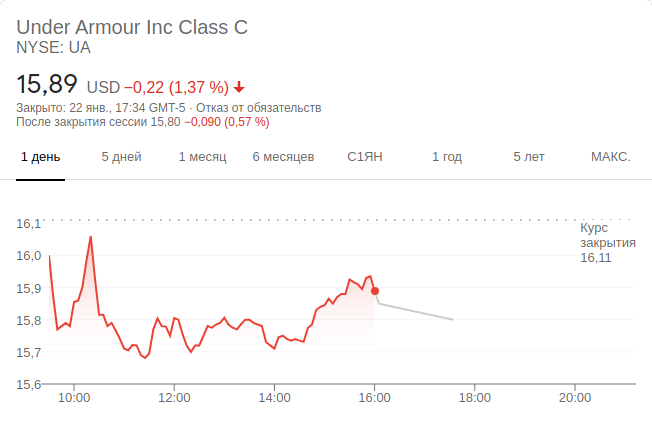 Under Armour Inc Class C
NYSE: UA
15,89 USD −0,22 (1,37 %)
Закрыто: 22 янв., 17:34 GMT-5 · Отказ от обязательств
После закрытия сессии 15,80 −0,090 (0,57 %)
1 день 5 дней 1 месяц 6 месяцев С1ЯН 1 год 5 лет МАКС.
16,1
Курс
закрытия
16,11
16,0
15,9
15,8
15,7
15,6
10:00 12:00 14:00 16:00 18:00 20:00